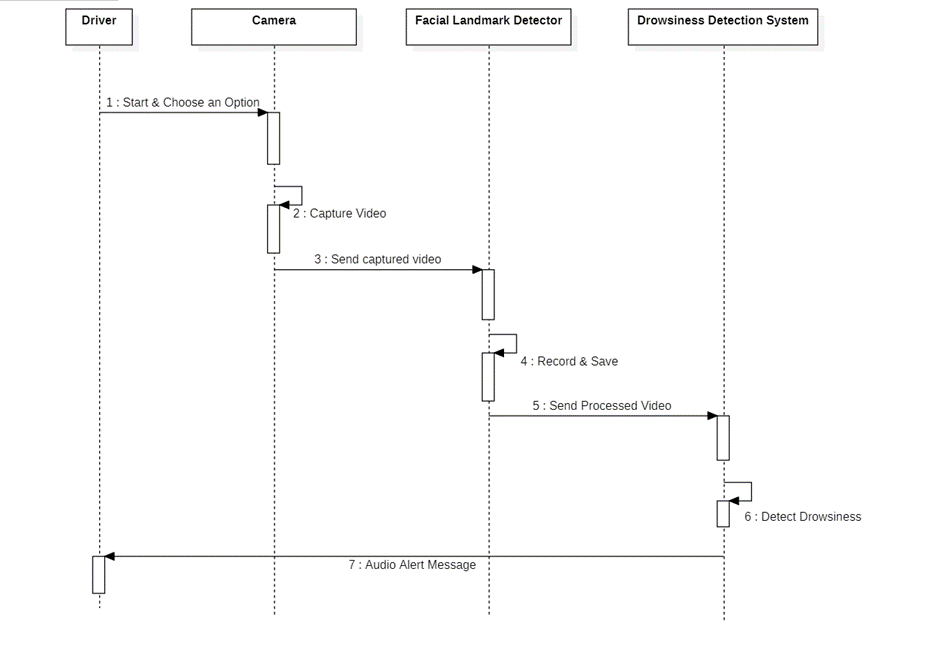 Driver
Camera
Facial Landmark Detector
Drowsiness Detection System
1 : Start & Choose an Option
2 : Capture Video
3 : Send captured video
4 : Record & Save
5 : Send Processed Video
6 : Detect Drowsiness
7 : Audio Alert Message